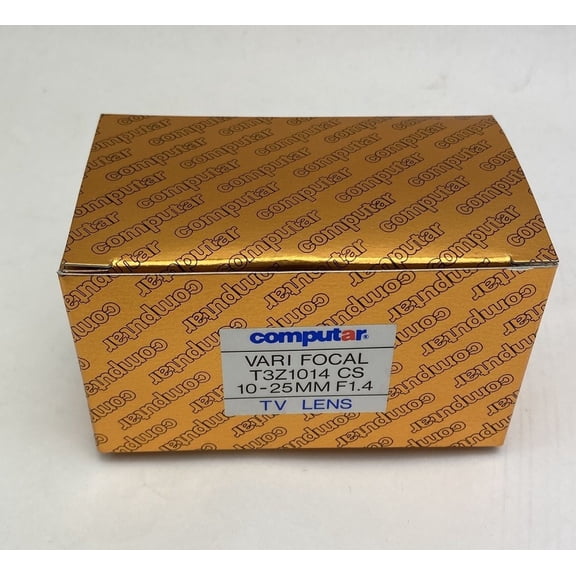 computar
VARI FOCAL
T3Z1014 CS
10-25MM F1.4
TV LENS